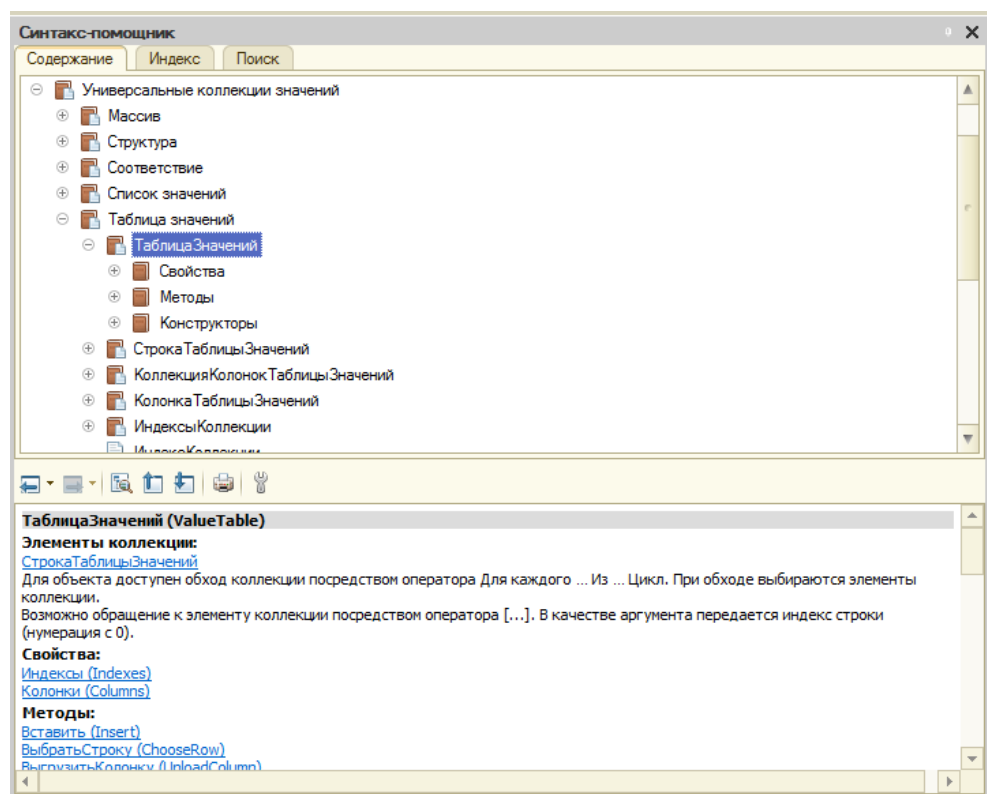 Синтакс-помощник
Содержание Индекс Поиск
Универсальные коллекции значений
Массив
Структура
Соответствие
Список значений
Таблица значений
ТаблицаЗначений
Свойства
Методы
Конструкторы
СтрокаТаблицыЗначений
КоллекцияКолонокТаблицыЗначений
КолонкаТаблицыЗначений
ИндексыКоллекции
ИндексКоллекции
ТаблицаЗначений (ValueTable)
Элементы коллекции:
СтрокаТаблицыЗначений
Для объекта доступен обход коллекции посредством оператора Для каждого ... Из ... Цикл. При обходе выбираются элементы
коллекции.
Возможно обращение к элементу коллекции посредством оператора [...]. В качестве аргумента передается индекс строки
(нумерация с 0).
Свойства:
Индексы (Indexes)
Колонки (Columns)
Методы:
Вставить (Insert)
ВыбратьСтроку (ChooseRow)
ВыгрузитьКолонку (UnloadColumn)